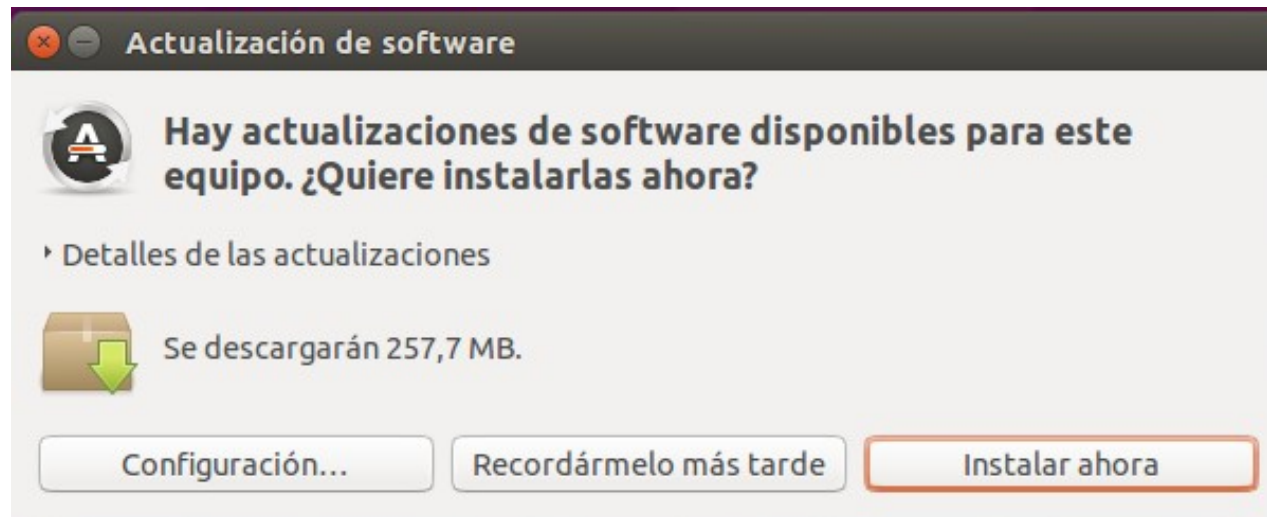 Actualización de software
Hay actualizaciones de software disponibles para este
equipo. ¿Quiere instalarlas ahora?
Detalles de las actualizaciones
Se descargarán 257,7 MB.
Configuración...
Recordármelo más tarde
Instalar ahora